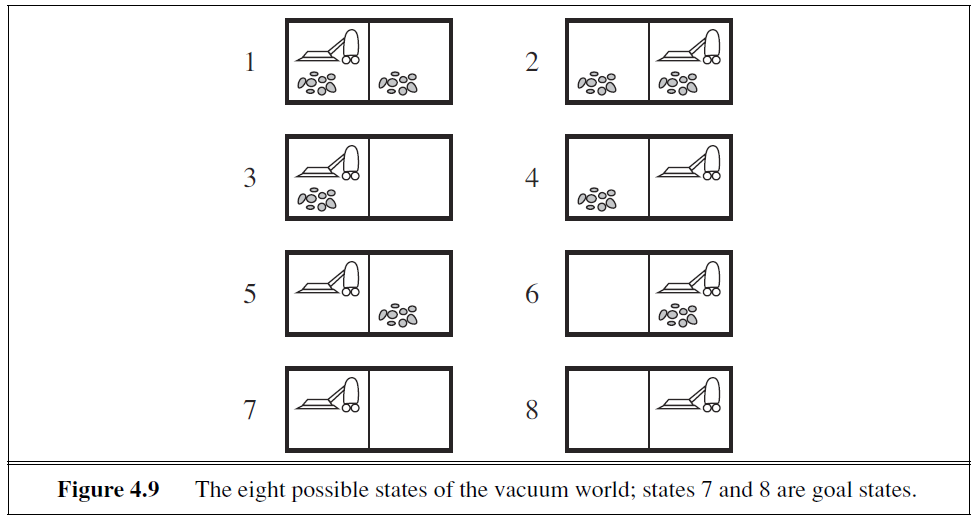 1 2
3 4
5 6
7 8
Figure 4.9 The eight possible states of the vacuum world; states 7 and 8 are goal states.